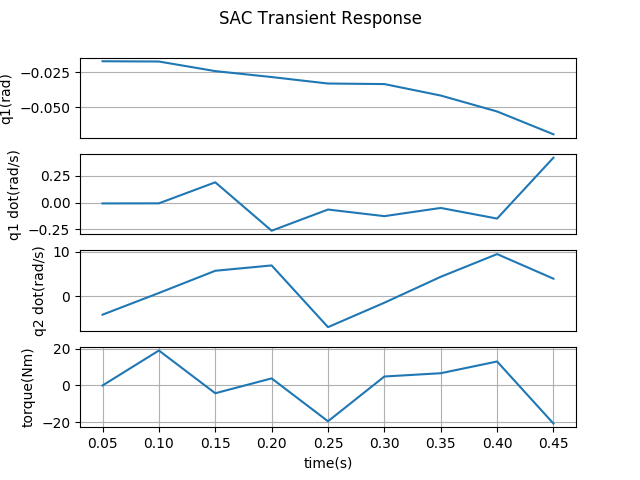 SAC Transient Response
q1(rad)
−0.025
−0.050
q1 dot(rad/s)
0.25
0.00
−0.25
q2 dot(rad/s)
10
0
torque(Nm)
20
0
−20
0.05 0.10 0.15 0.20 0.25 0.30 0.35 0.40 0.45
time(s)